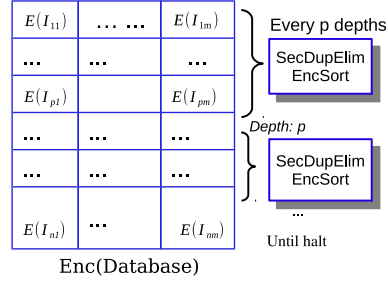 E(I11) ... ... E(I1m)
... ... ...
E(Ip1) E(Ipm)
... ... ...
... ... ...
E(In1) ... E(Inm)
Enc(Database)
Every p depths
SecDupElim
EncSort
Depth: p
SecDupElim
EncSort
...
Until halt